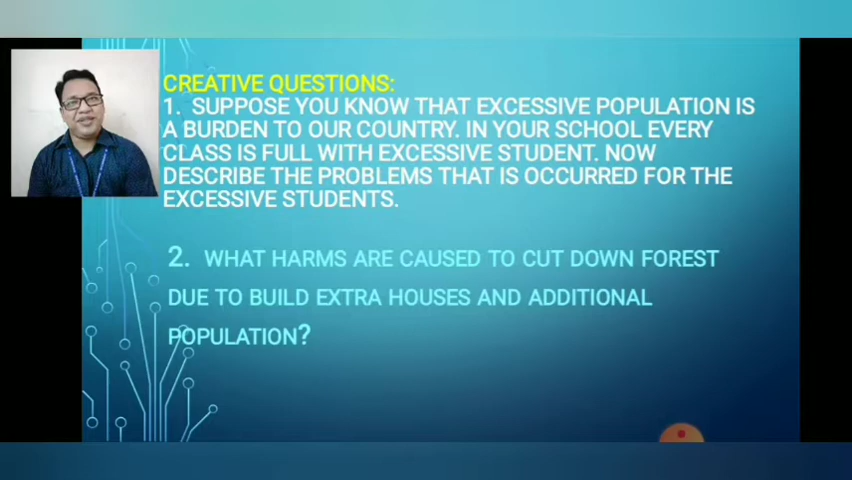 CREATIVE QUESTIONS:
1. SUPPOSE YOU KNOW THAT EXCESSIVE POPULATION IS
A BURDEN TO OUR COUNTRY. IN YOUR SCHOOL EVERY
CLASS IS FULL WITH EXCESSIVE STUDENT. NOW
DESCRIBE THE PROBLEMS THAT IS OCCURRED FOR THE
EXCESSIVE STUDENTS.
2. WHAT HARMS ARE CAUSED TO CUT DOWN FOREST
DUE TO BUILD EXTRA HOUSES AND ADDITIONAL
POPULATION?